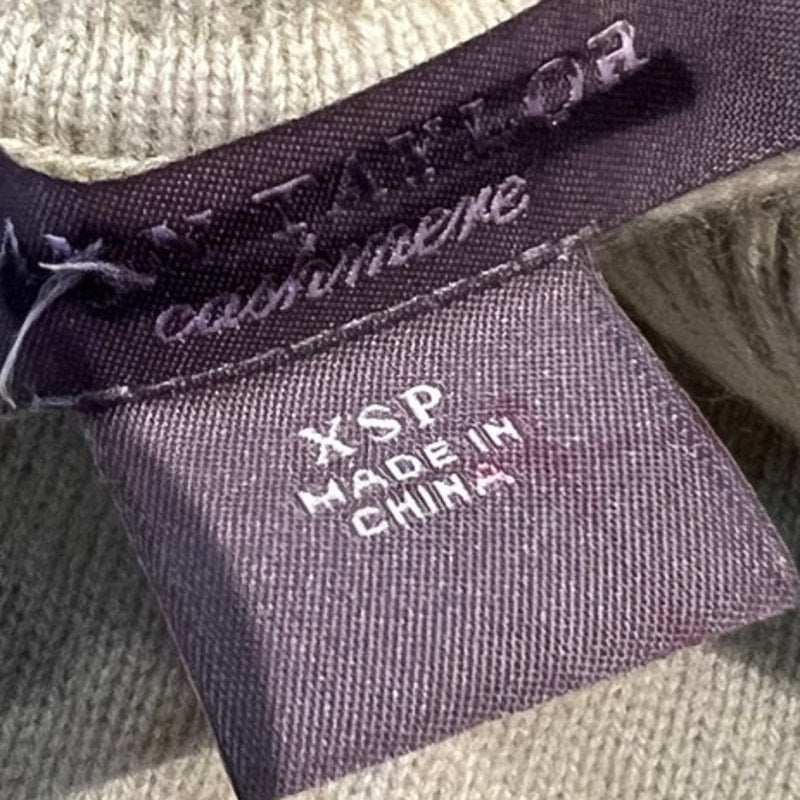 TAYLOR
cashmere
XSP
MADE IN
CHINA